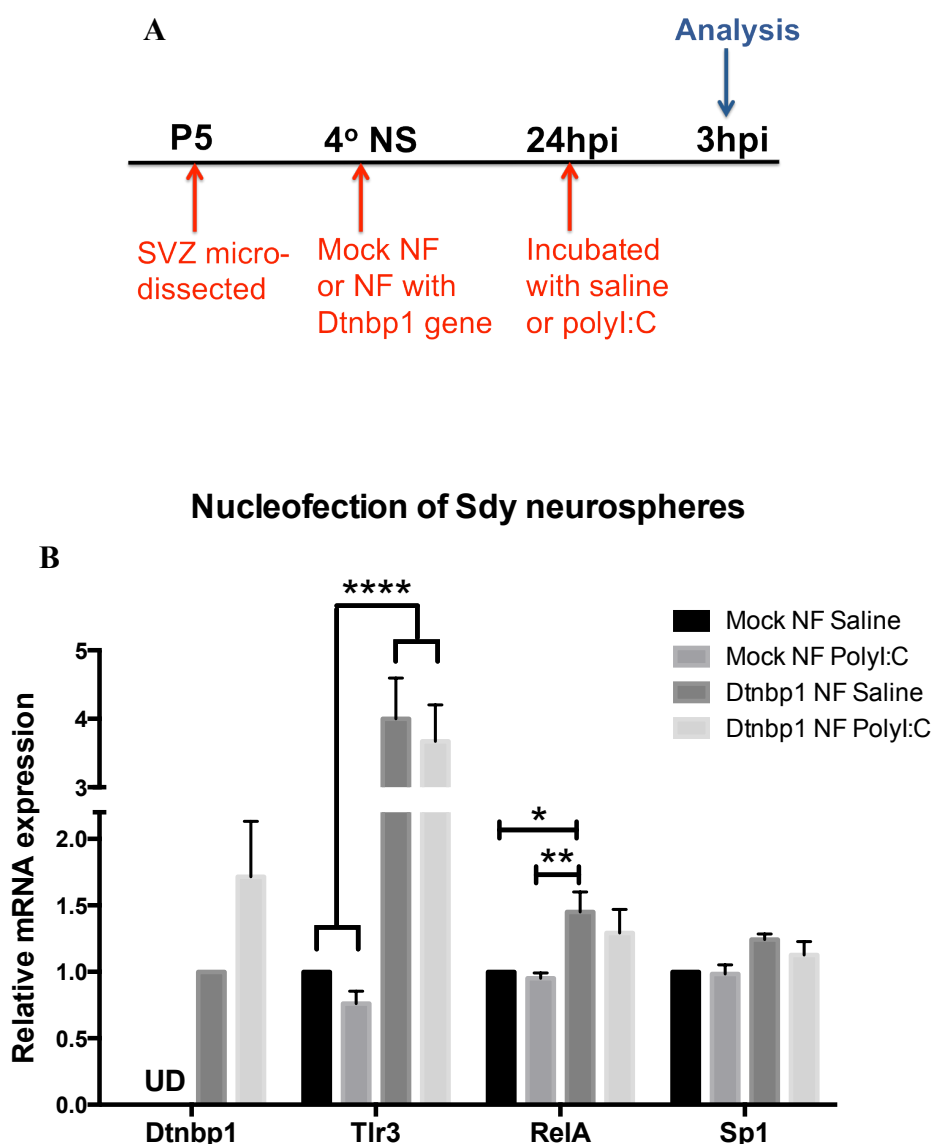 A
Analysis
P5
4º NS
24hpi
3hpi
SVZ micro-
dissected
Mock NF
or NF with
Dtnbp1 gene
Incubated
with saline
or polyI:C
Nucleofection of Sdy neurospheres
B
Relative mRNA expression
5
4
3
2.0
1.5
1.0
0.5
0.0
****
*
**
UD
Mock NF Saline
Mock NF PolyI:C
Dtnbp1 NF Saline
Dtnbp1 NF PolyI:C
Dtnbp1
Tlr3
RelA
Sp1